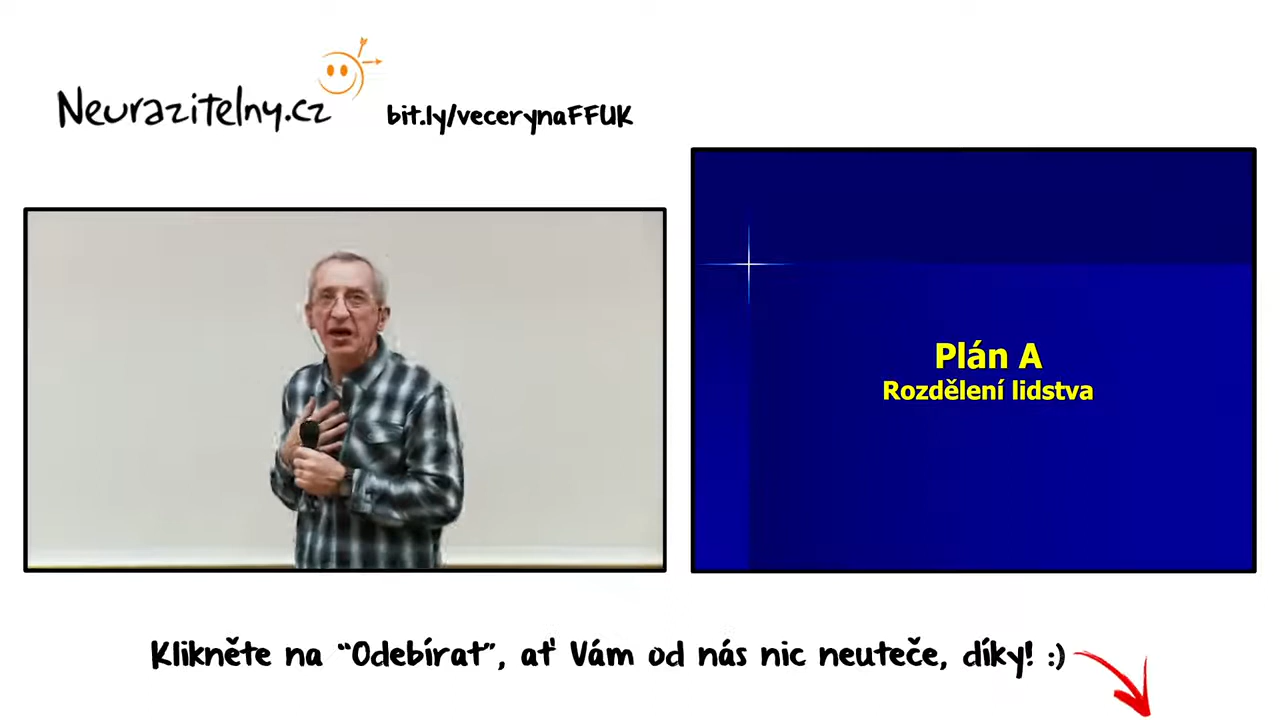 Neurazitelny.cz
bit.ly/vecerynaFFUK
Plán A
Rozdělení lidstva
Klikněte na “Odebírat”, ať Vám od nás nic neuteče, díky! :)